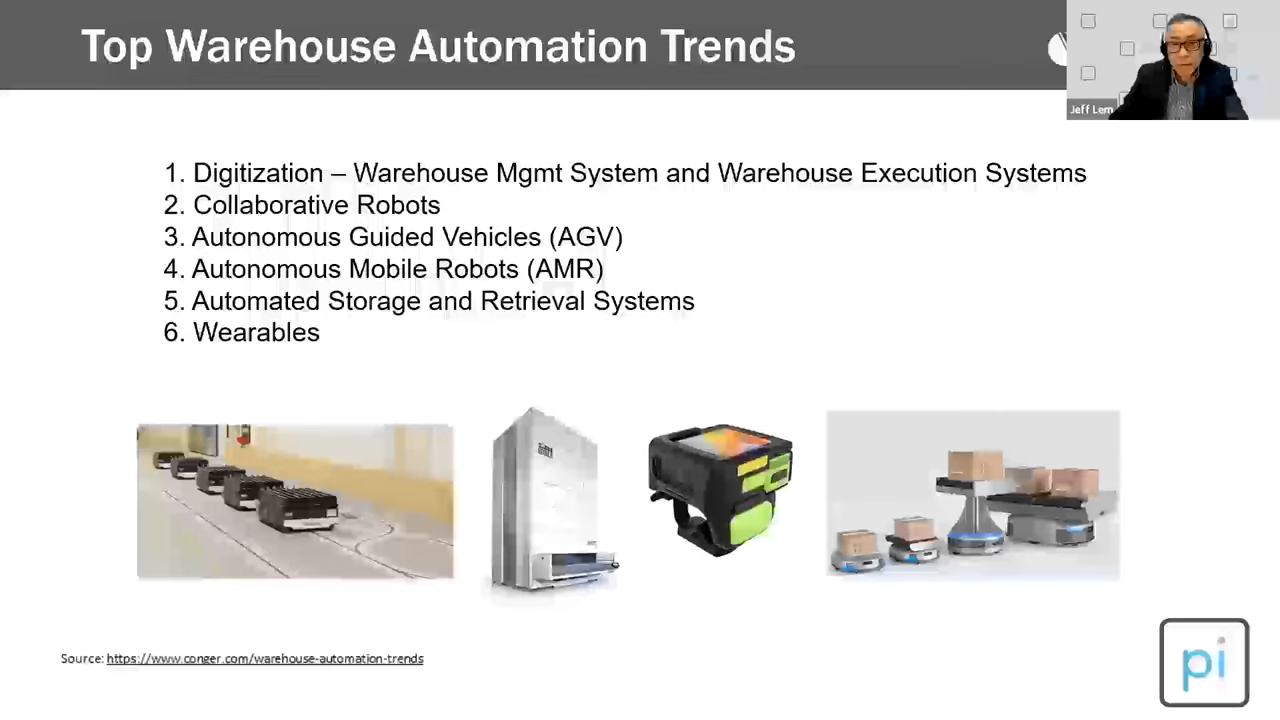 Top Warehouse Automation Trends
Jeff Lem
1. Digitization – Warehouse Mgmt System and Warehouse Execution Systems
2. Collaborative Robots
3. Autonomous Guided Vehicles (AGV)
4. Autonomous Mobile Robots (AMR)
5. Automated Storage and Retrieval Systems
6. Wearables
Source: https://www.conger.com/warehouse-automation-trends
pi